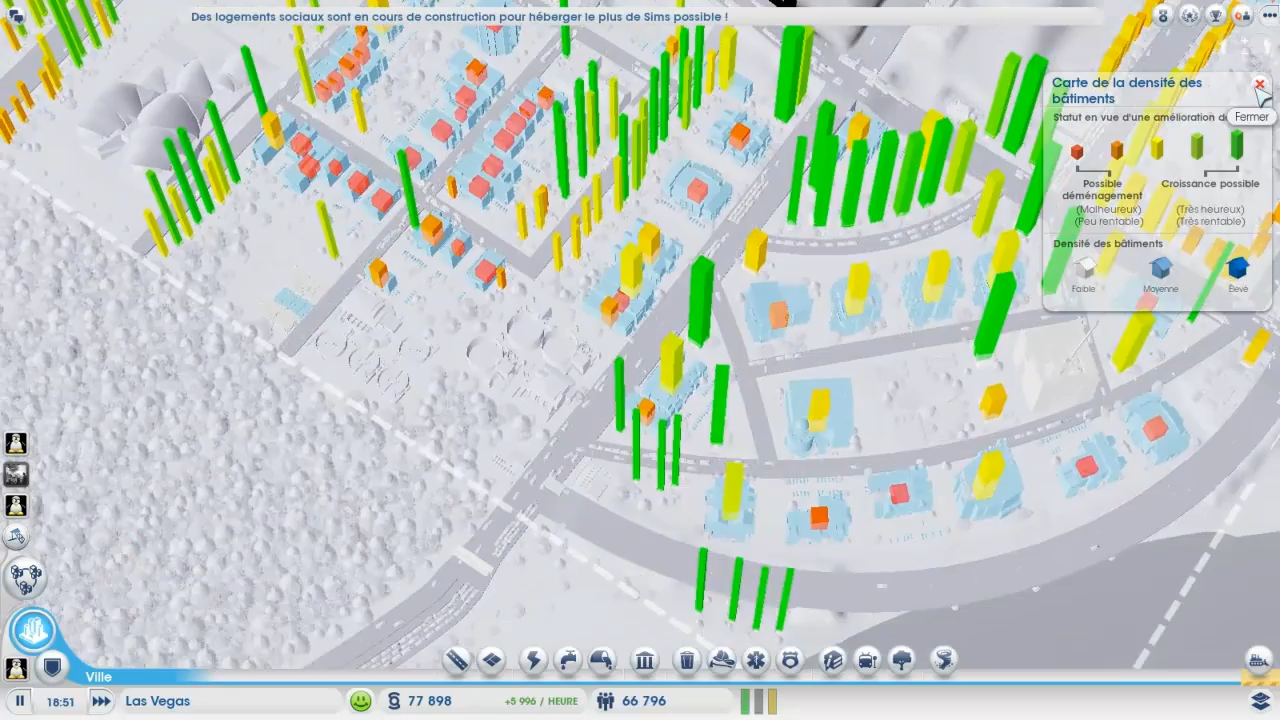 Des logements sociaux sont en cours de construction pour héberger le plus de Sims possible !
Carte de la densité des
bâtiments
Statut en vue d'une amélioration d
Fermer
Possible
déménagement
(Malheureux)
(Peu rentable)
Croissance possible
(Très heureux)
(Très rentable)
Densité des bâtiments
Faible
Moyenne
Élevé
Ville
18:51
Las Vegas
77 898
+5 996 / HEURE
66 796